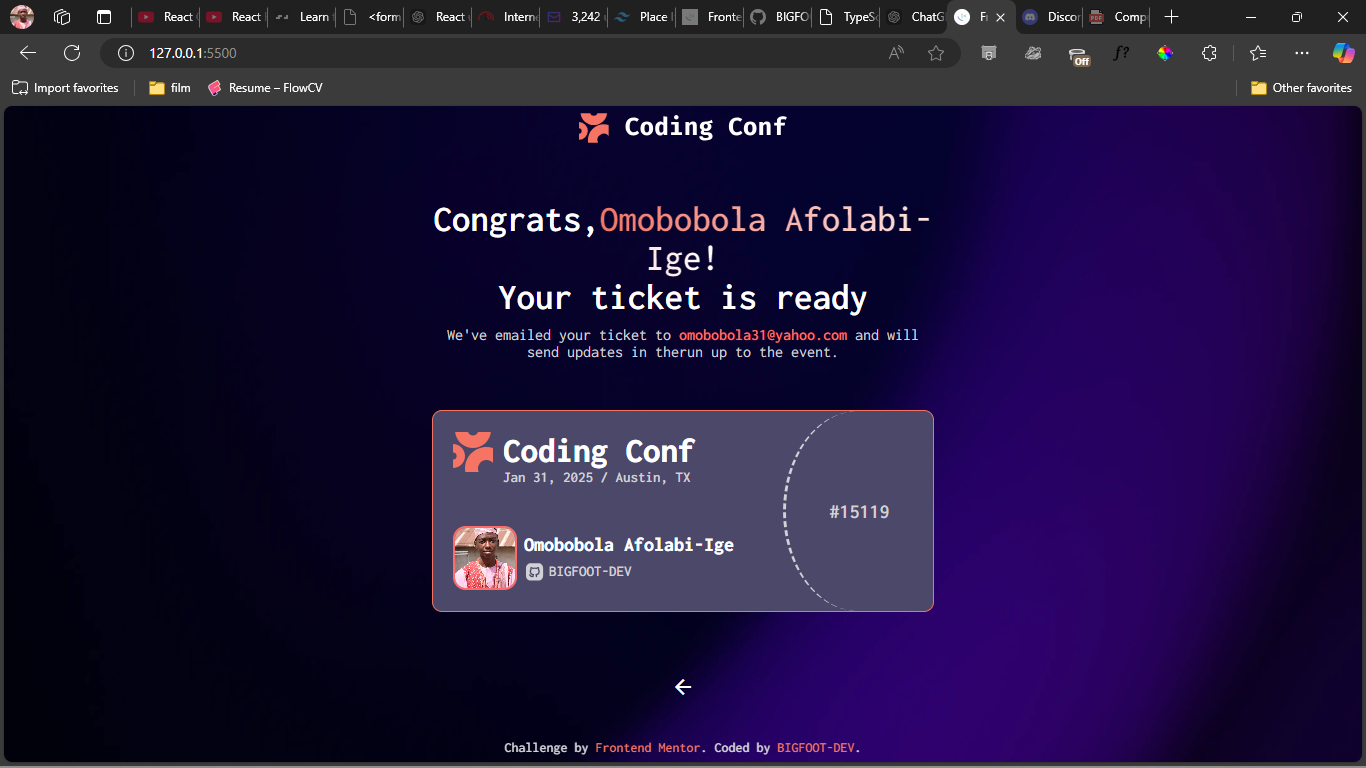 React
React
Learn
<form
React
Interne
3,242
Place
Fronte
BIGFO
TypeSc
ChatG
Discor
Comp
127.0.0.1:5500
f?
Off
Import favorites
film
Resume – FlowCV
Other favorites
Coding Conf
Congrats,Omobobola Afolabi-
Ige!
Your ticket is ready
We've emailed your ticket to omobobola31@yahoo.com and will
send updates in therun up to the event.
Coding Conf
Jan 31, 2025 / Austin, TX
#15119
Omobobola Afolabi-Ige
BIGFOOT-DEV
Challenge by Frontend Mentor. Coded by BIGFOOT-DEV.